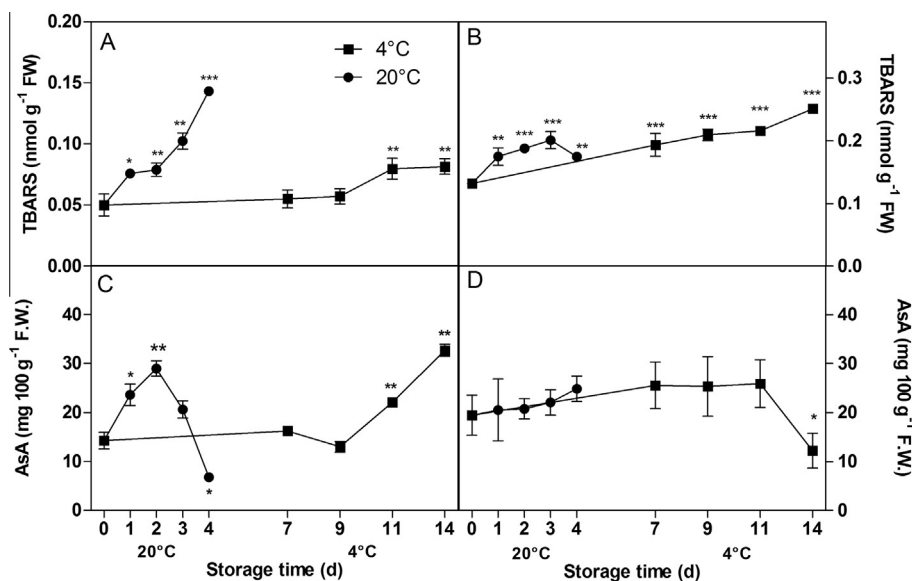 A
4°C
20°C
TBARS (nmol g⁻¹ FW)
0.20
0.15
0.10
0.05
0.00
* ** ** *** ** **
B
TBARS (nmol g⁻¹ FW)
0.3
0.2
0.1
0.0
** *** *** ** *** *** *** ***
C
AsA (mg 100 g⁻¹ F.W.)
40
30
20
10
0
* ** * ** **
D
AsA (mg 100 g⁻¹ F.W.)
40
30
20
10
0
*
0 1 2 3 4 7 9 11 14
20°C 4°C
Storage time (d)
0 1 2 3 4 7 9 11 14
20°C 4°C
Storage time (d)